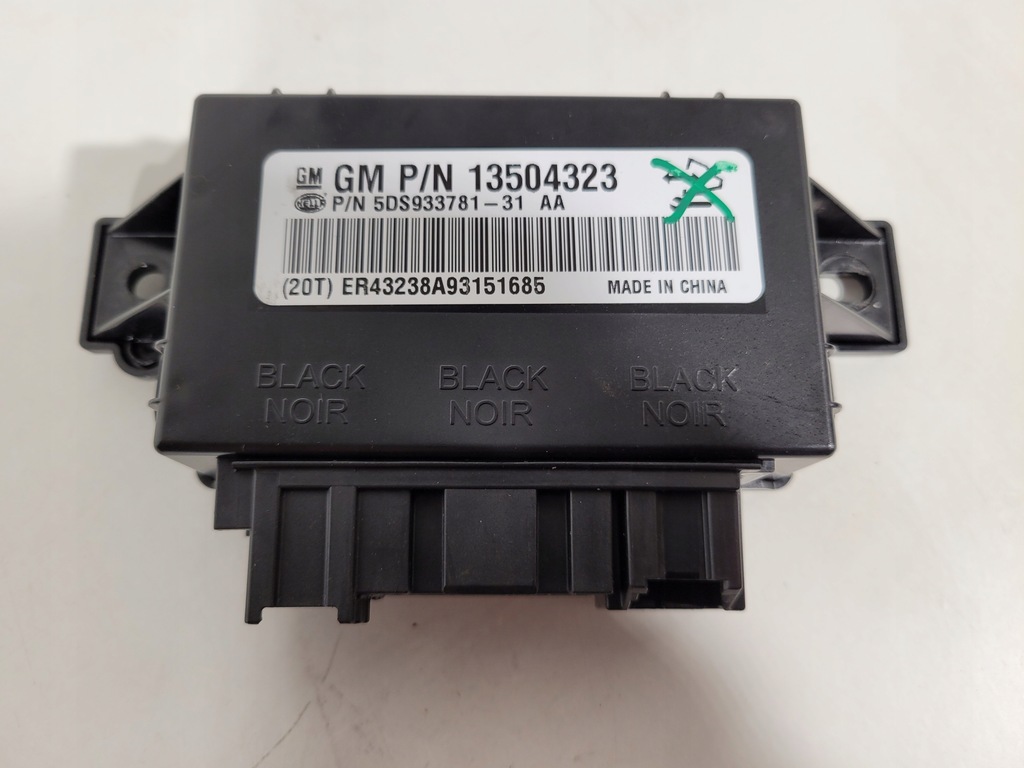 GM
GM P/N 13504323
P/N 5DS933781-31 AA
(20T) ER43238A93151685
MADE IN CHINA
BLACK BLACK BLACK
NOIR NOIR NOIR